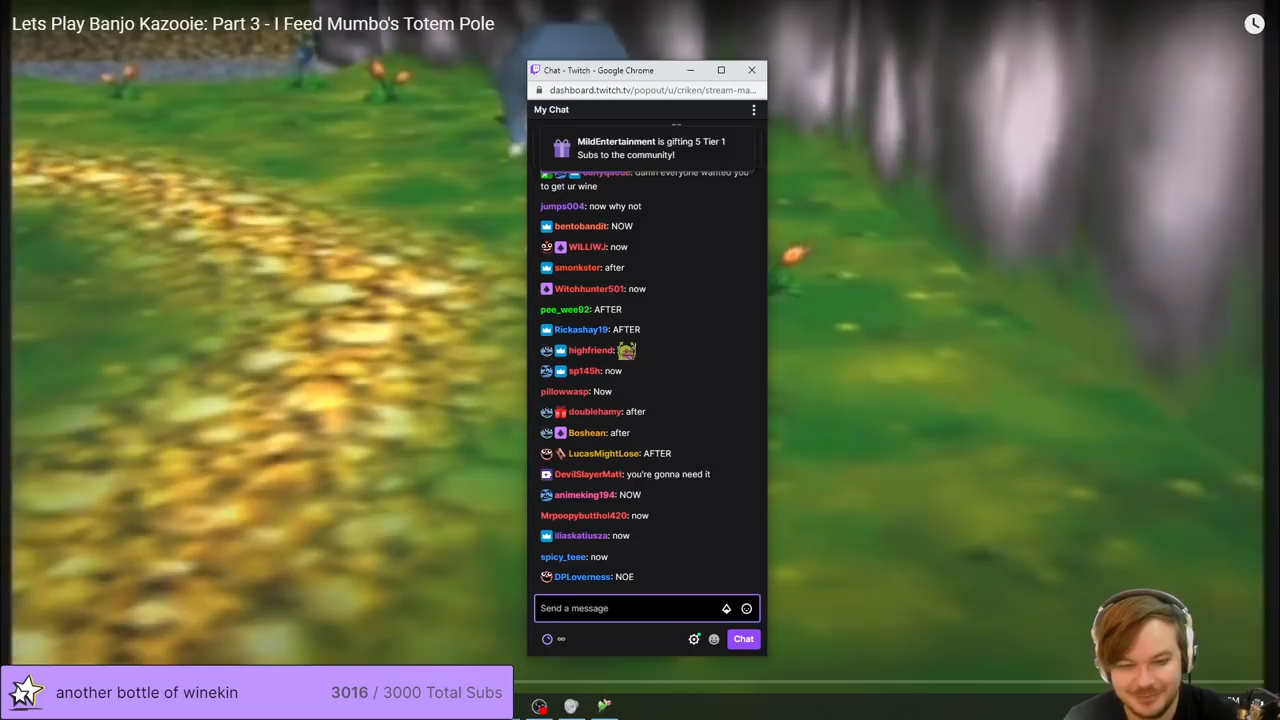 Lets Play Banjo Kazooie: Part 3 - I Feed Mumbo's Totem Pole
Chat - Twitch - Google Chrome
dashboard.twitch.tv/popout/u/criken/stream-ma...
My Chat
MildEntertainment is gifting 5 Tier 1
Subs to the community!
curlyquede: damn everyone wanted you
to get ur wine
jumps004: now why not
bentobandit: NOW
WILLIWJ: now
smonkster: after
Witchhunter501: now
pee_wee92: AFTER
Rickashay19: AFTER
highfriend:
sp145h: now
pillowwasp: Now
doublehamy: after
Boshean: after
LucasMightLose: AFTER
DevilSlayerMatt: you're gonna need it
animeking194: NOW
Mrpoopybutthol420: now
iliaskatiusza: now
spicy_teee: now
DPLoverness: NOE
Send a message
Chat
another bottle of winekin 3016 / 3000 Total Subs